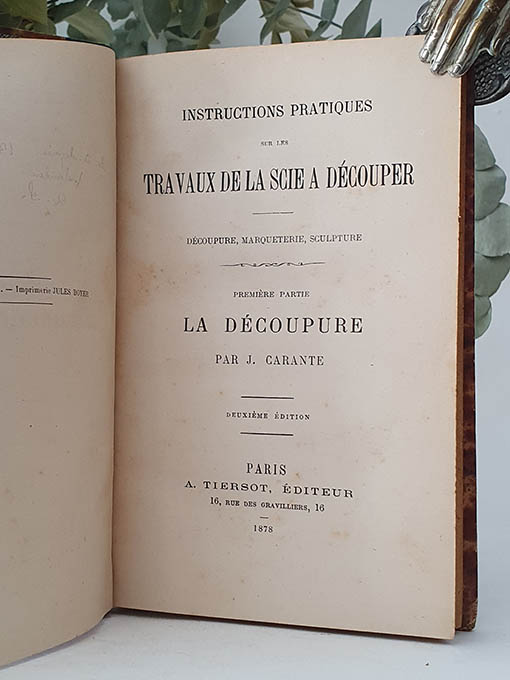 . — Imprimerie JULES BOYER
INSTRUCTIONS PRATIQUES
SUR LES
TRAVAUX DE LA SCIE A DÉCOUPER
DÉCOUPURE, MARQUETERIE, SCULPTURE
PREMIÈRE PARTIE
LA DÉCOUPURE
PAR J. CARANTE
DEUXIÈME ÉDITION
PARIS
A. TIERSOT, ÉDITEUR
16, RUE DES GRAVILLIERS, 16
1878